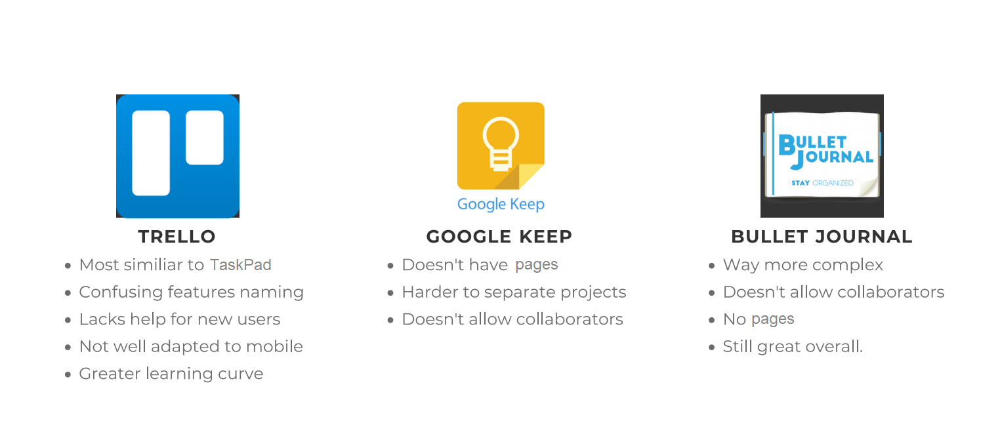 Google Keep
BULLET
JOURNAL
STAY ORGANIZED
TRELLO
• Most similiar to TaskPad
• Confusing features naming
• Lacks help for new users
• Not well adapted to mobile
• Greater learning curve
GOOGLE KEEP
• Doesn't have pages
• Harder to separate projects
• Doesn't allow collaborators
BULLET JOURNAL
• Way more complex
• Doesn't allow collaborators
• No pages
• Still great overall.